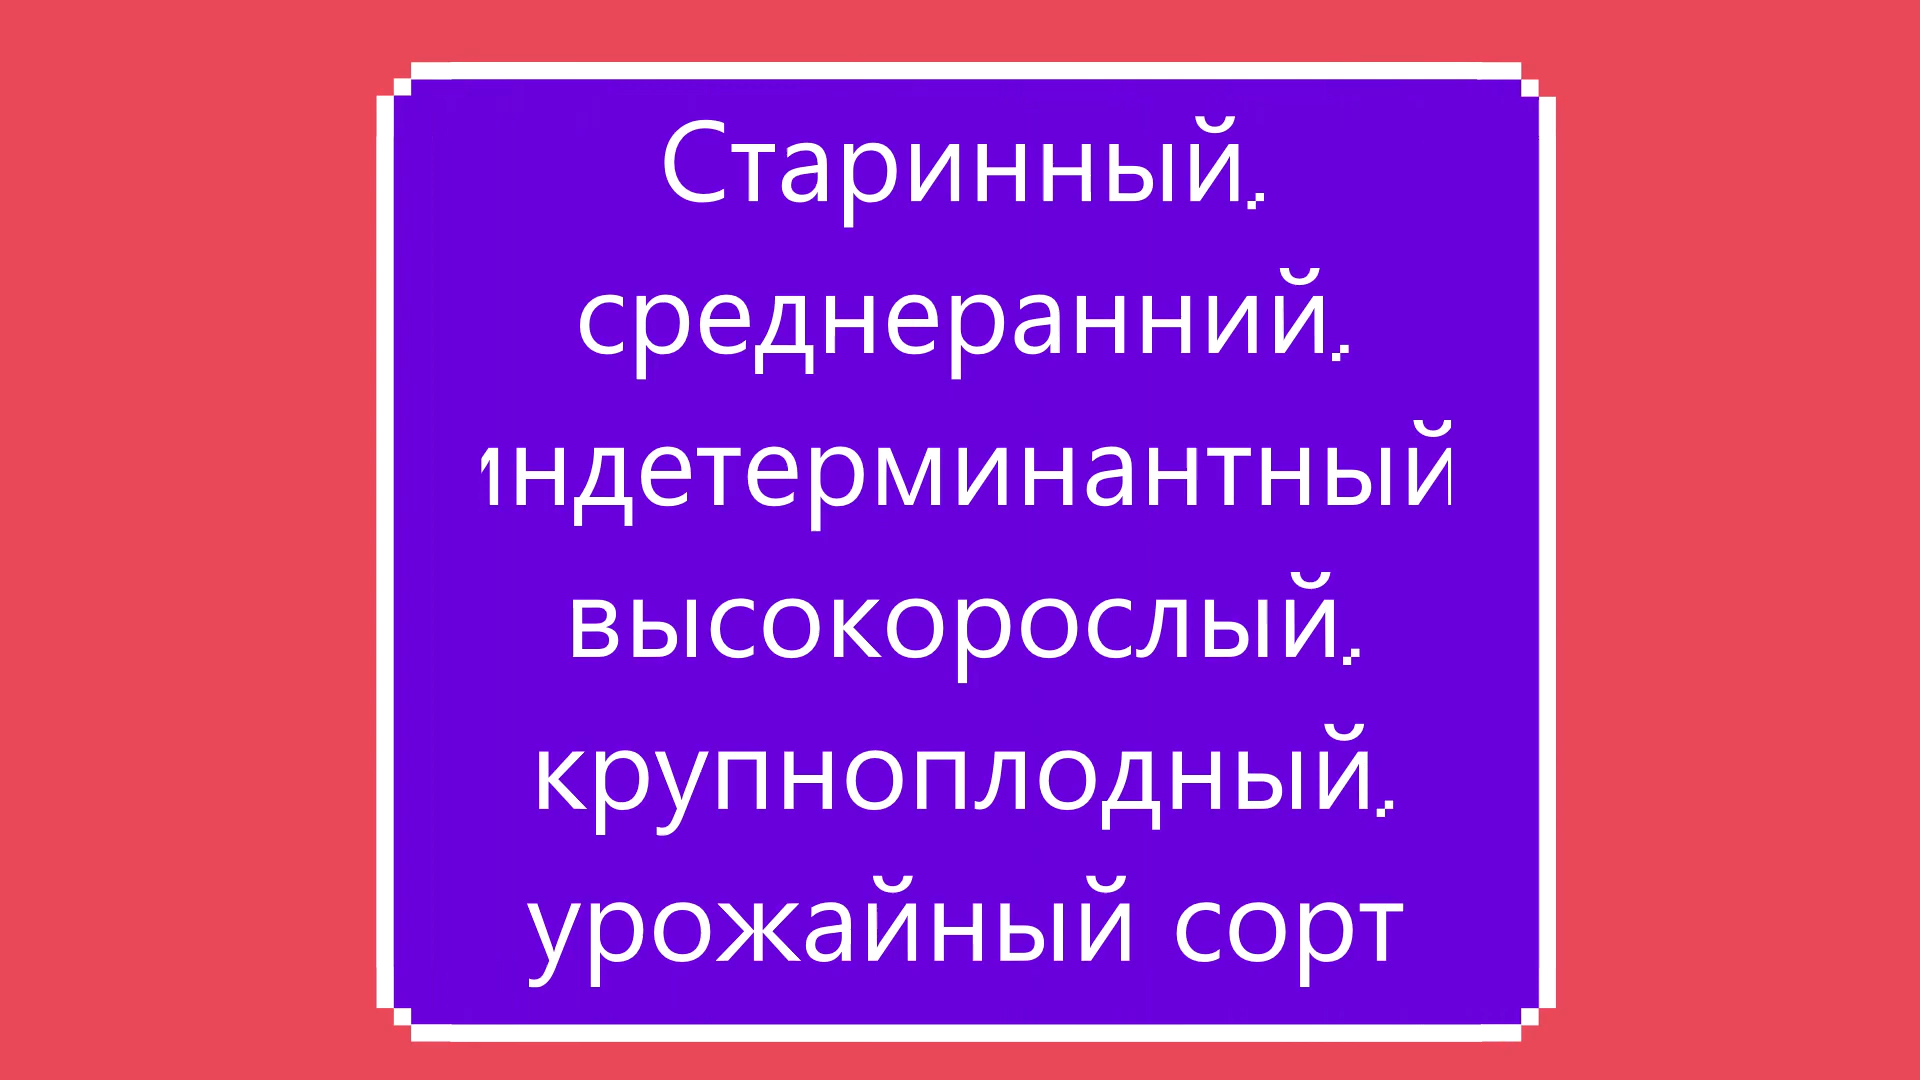 Старинный,
среднеранний,
индетерминантный
высокорослый,
крупноплодный,
урожайный сорт